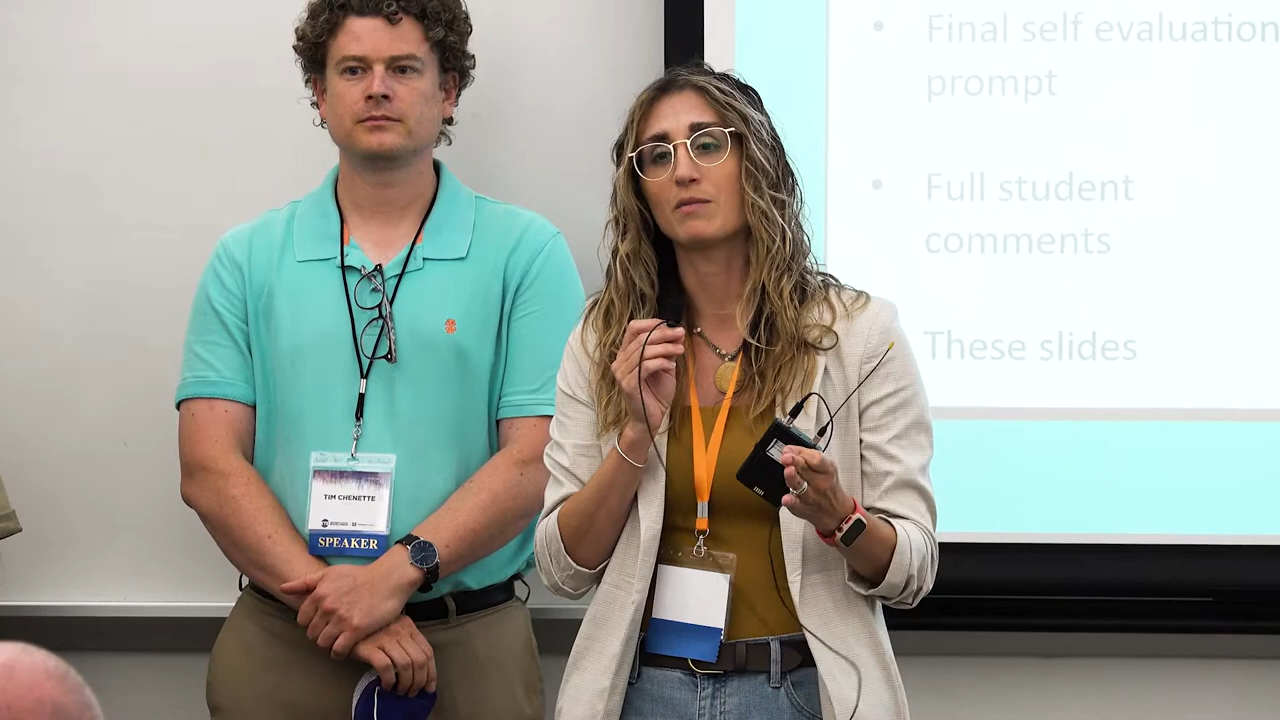 Final self evaluation
prompt
Full student
comments
These slides
TIM CHENETTE
SPEAKER